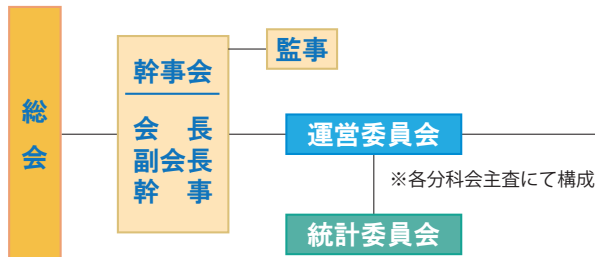 総会
幹事会
会　長
副会長
幹　事
監事
運営委員会
※各分科会主査にて構成
統計委員会